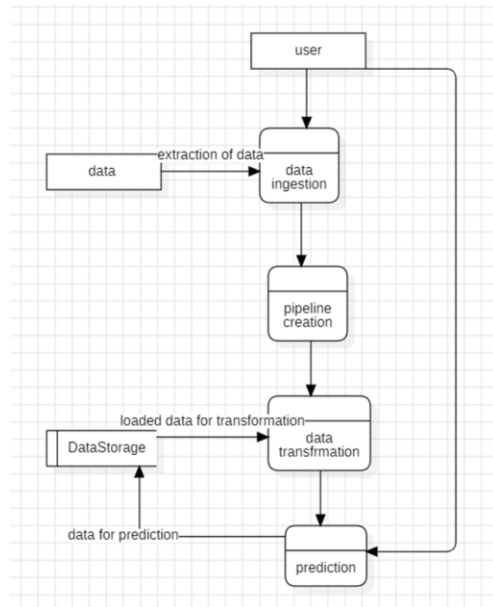 user
extraction of data
data
data
ingestion
pipeline
creation
loaded data for transformation
DataStorage
data
transfrmation
data for prediction
prediction